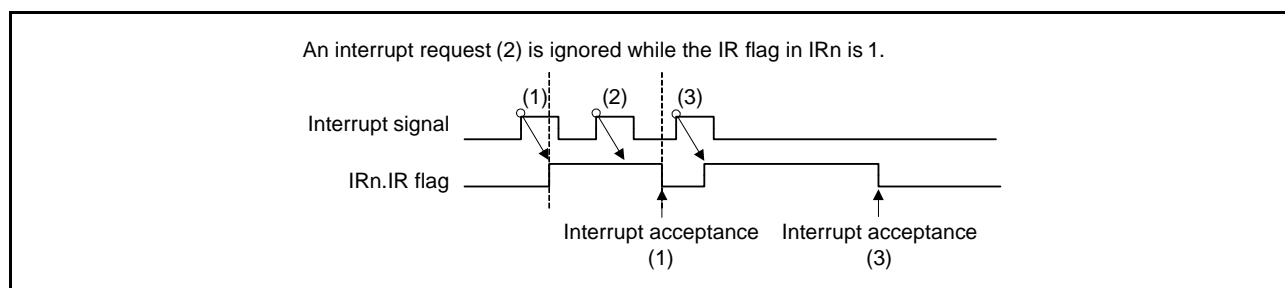 An interrupt request (2) is ignored while the IR flag in IRn is 1.
(1) (2) (3)
Interrupt signal
IRn.IR flag
Interrupt acceptance Interrupt acceptance
(1) (3)